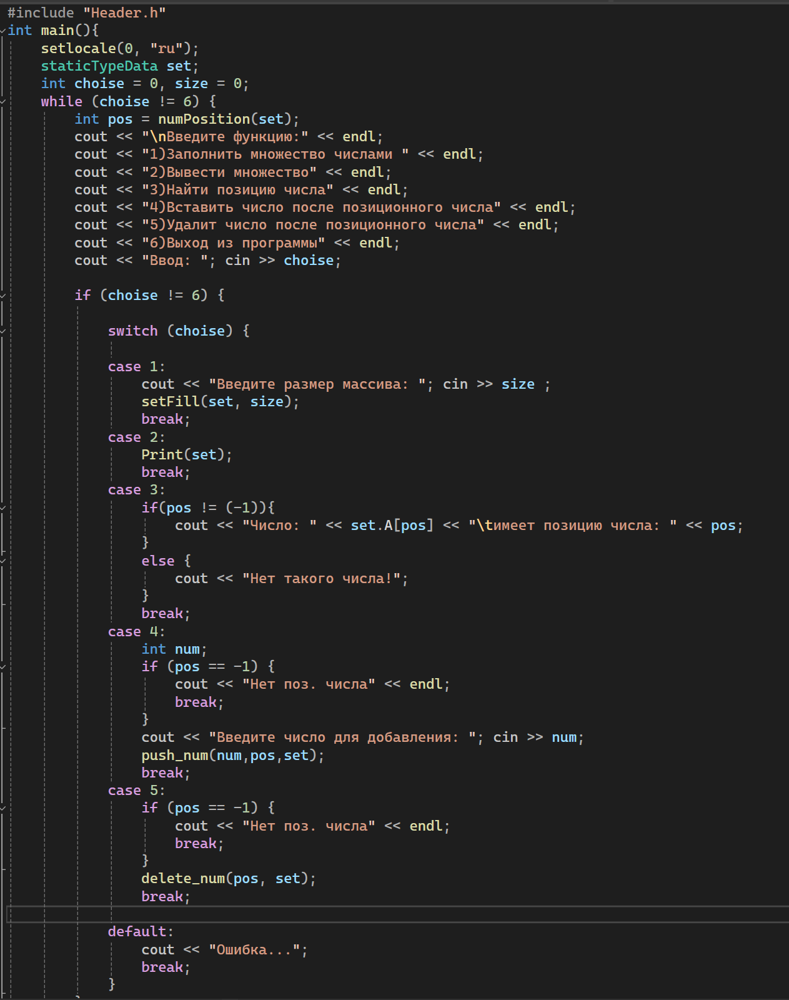 #include "Header.h"
int main(){
setlocale(0, "ru");
staticTypeData set;
int choise = 0, size = 0;
while (choise != 6) {
int pos = numPosition(set);
cout << "\nВведите функцию:" << endl;
cout << "1)Заполнить множество числами " << endl;
cout << "2)Вывести множество" << endl;
cout << "3)Найти позицию числа" << endl;
cout << "4)Вставить число после позиционного числа" << endl;
cout << "5)Удалит число после позиционного числа" << endl;
cout << "6)Выход из программы" << endl;
cout << "Ввод: "; cin >> choise;
if (choise != 6) {
switch (choise) {
case 1:
cout << "Введите размер массива: "; cin >> size ;
setFill(set, size);
break;
case 2:
Print(set);
break;
case 3:
if(pos != (-1)){
cout << "Число: " << set.A[pos] << "\tимеет позицию числа: " << pos;
}
else {
cout << "Нет такого числа!";
}
break;
case 4:
int num;
if (pos == -1) {
cout << "Нет поз. числа" << endl;
break;
}
cout << "Введите число для добавления: "; cin >> num;
push_num(num,pos,set);
break;
case 5:
if (pos == -1) {
cout << "Нет поз. числа" << endl;
break;
}
delete_num(pos, set);
break;
default:
cout << "Ошибка...";
break;
}